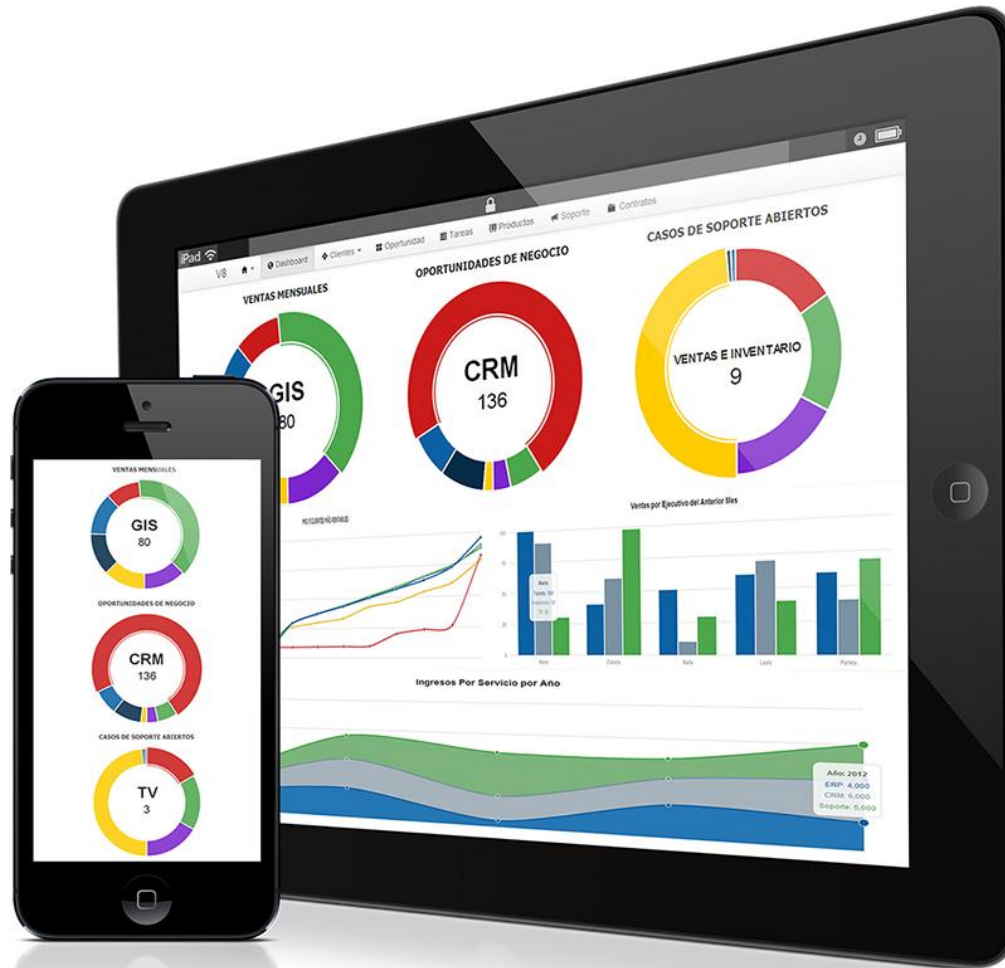 iPad
V8
Dashboard
Clientes
Oportunidad
Tareas
Productos
Soporte
Contratos
VENTAS MENSUALES
OPORTUNIDADES DE NEGOCIO
CASOS DE SOPORTE ABIERTOS
GIS
80
CRM
136
VENTAS E INVENTARIO
9
Ventas por Ejecutivo del Anterior Mes
Ingresos Por Servicio por Año
Año: 2012
ERP: 4,000
CRM: 6,000
Soporte: 5,000
VENTAS MENSUALES
GIS
80
OPORTUNIDADES DE NEGOCIO
CRM
136
CASOS DE SOPORTE ABIERTOS
TV
3